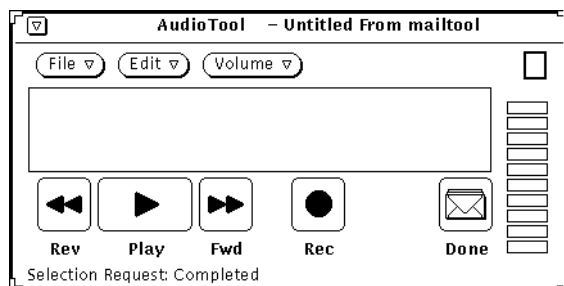 AudioTool – Untitled From mailtool
File Edit Volume
Rev Play Fwd Rec Done
Selection Request: Completed